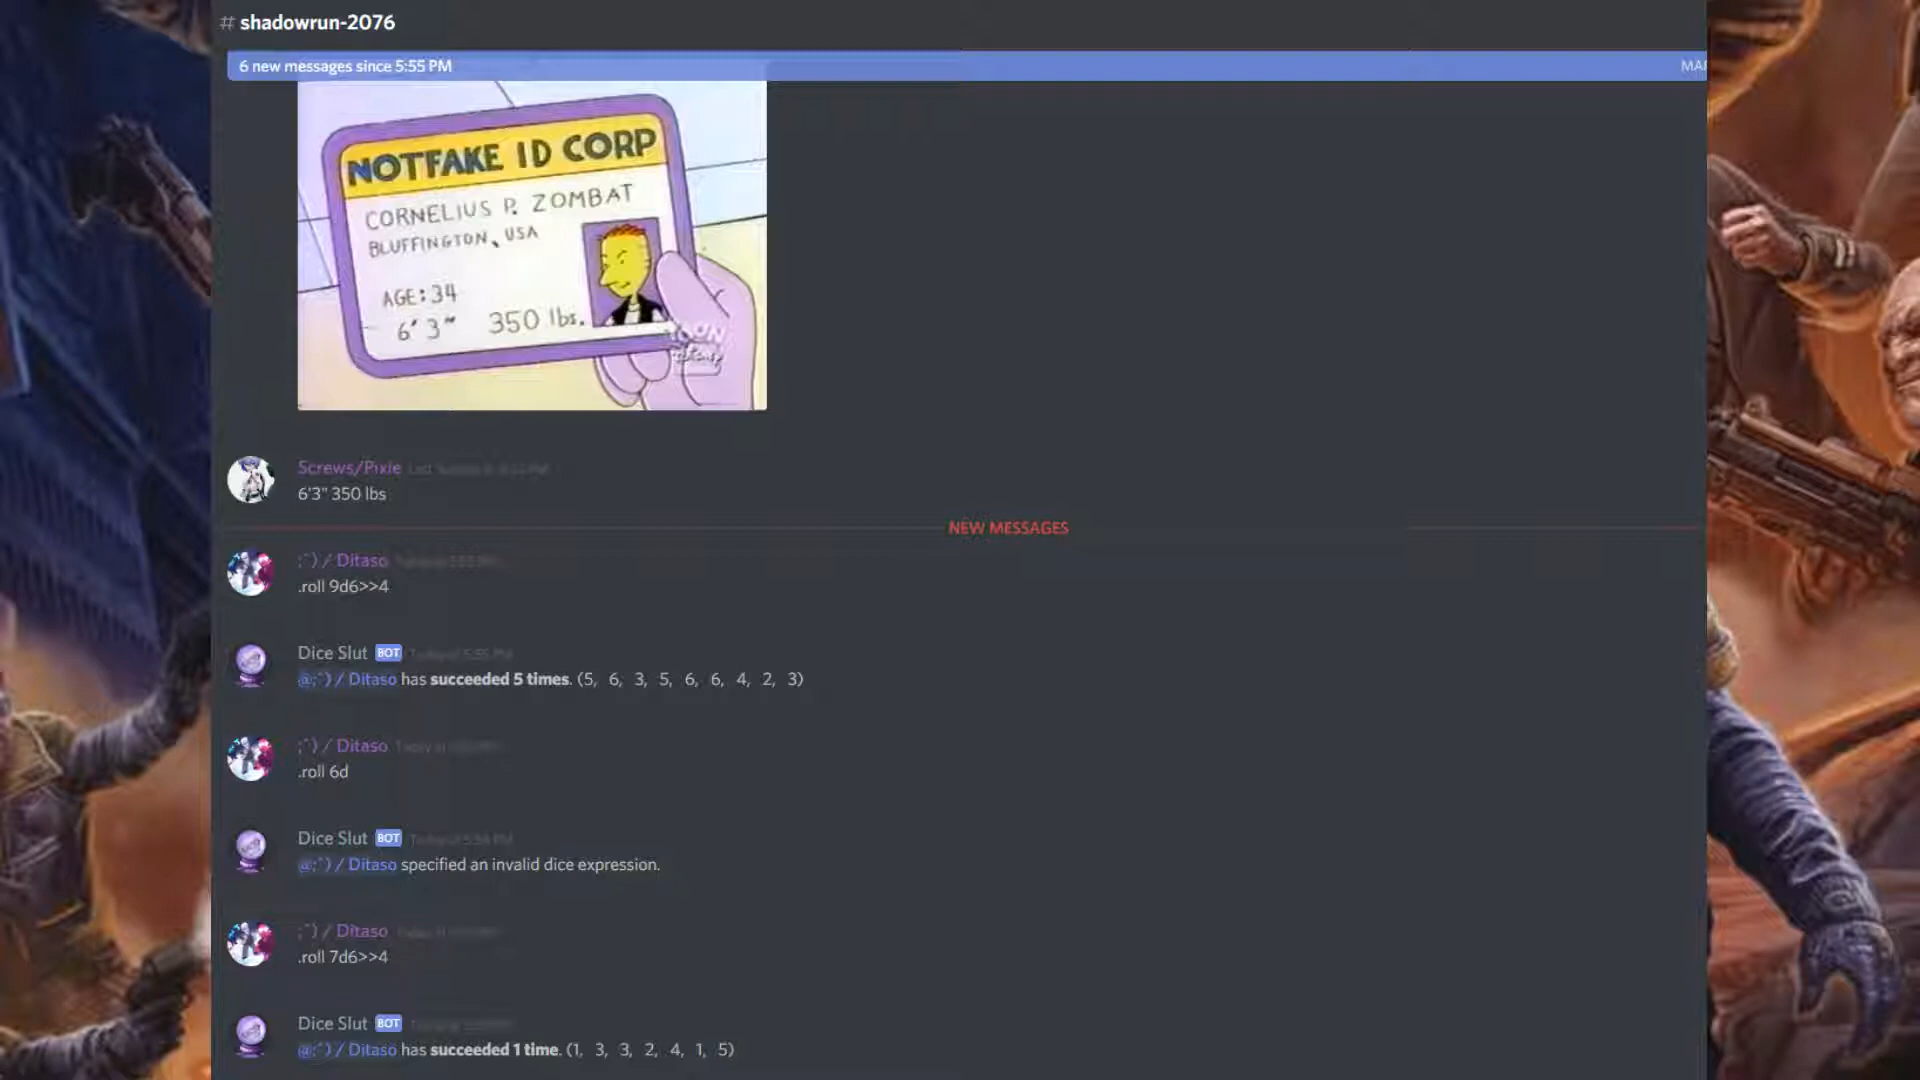 # shadowrun-2076
6 new messages since 5:55 PM
NOTFAKE ID CORP
CORNELIUS P. ZOMBAT
BLUFFINGTON, USA
AGE: 34
6' 3" 350 lbs.
Screws/Pixie
6'3" 350 lbs
NEW MESSAGES
;^) / Ditaso
.roll 9d6>>4
Dice Slut BOT
@;^) / Ditaso has succeeded 5 times. (5, 6, 3, 5, 6, 6, 4, 2, 3)
;^) / Ditaso
.roll 6d
Dice Slut BOT
@;^) / Ditaso specified an invalid dice expression.
;^) / Ditaso
.roll 7d6>>4
Dice Slut BOT
@;^) / Ditaso has succeeded 1 time. (1, 3, 3, 2, 4, 1, 5)